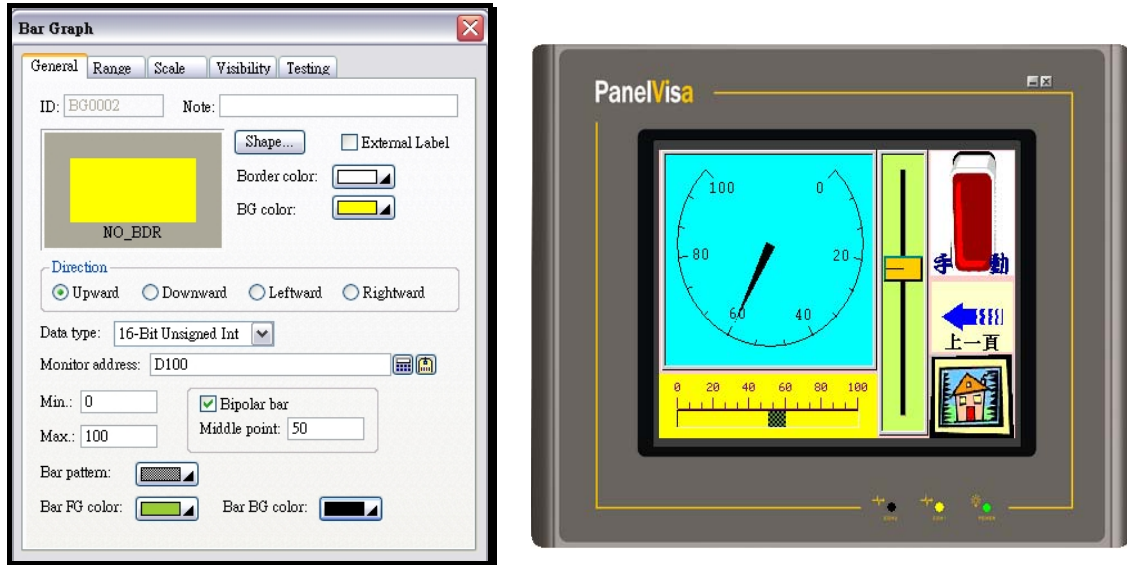 Bar Graph
General Range Scale Visibility Testing
ID: BG0002 Note:
Shape... External Label
Border color:
BG color:
NO_BDR
Direction
Upward Downward Leftward Rightward
Data type: 16-Bit Unsigned Int
Monitor address: D100
Min.: 0 Bipolar bar
Max.: 100 Middle point: 50
Bar pattern:
Bar FG color: Bar BG color:
PanelVisa
100 0
80 20
60 40
手動
上一頁
0 20 40 60 80 100
POWER